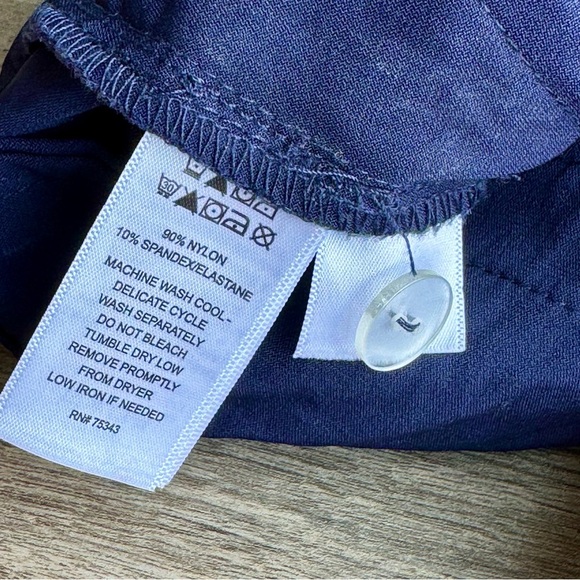 30
90% NYLON
10% SPANDEX/ELASTANE
MACHINE WASH COOL-
DELICATE CYCLE
WASH SEPARATELY
DO NOT BLEACH
TUMBLE DRY LOW
REMOVE PROMPTLY
FROM DRYER
LOW IRON IF NEEDED
RN# 75343